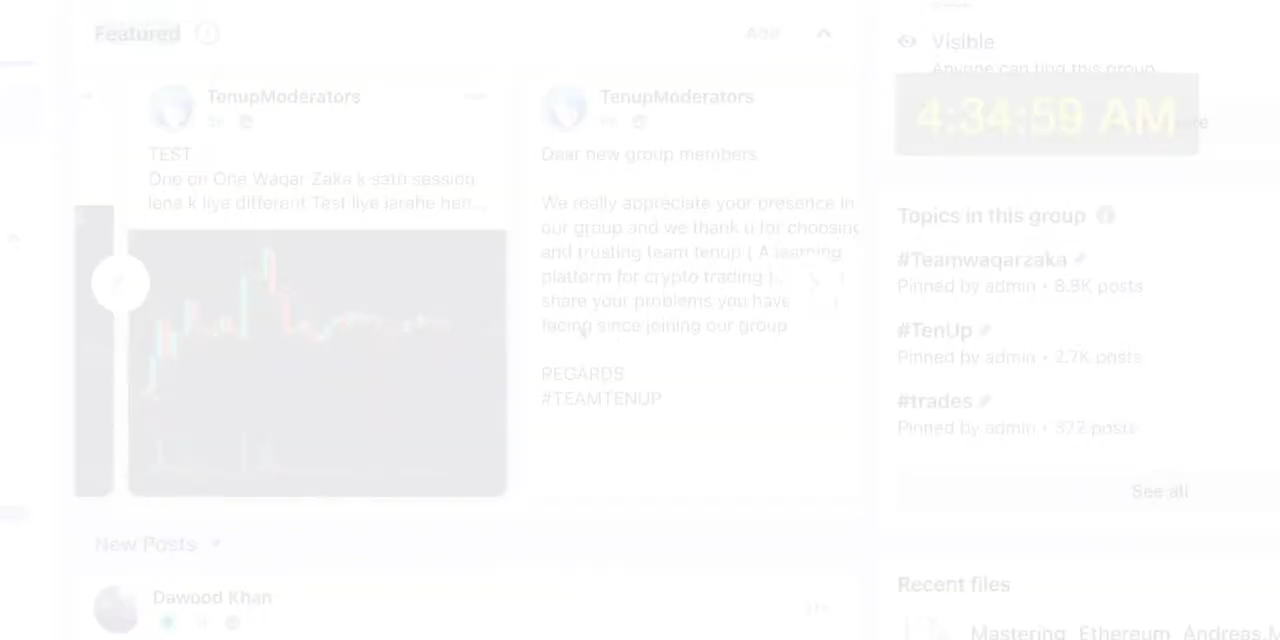 Featured
Add
TenupModerators
TEST
One on One Waqar Zaka k sath session
lena k liye different Test liye jarahe hen...
TenupModerators
Dear new group members
We really appreciate your presence in
our group and we thank u for choosing
and trusting team tenup ( A learning
platform for crypto trading ).
share your problems you have
facing since joining our group
REGARDS
#TEAMTENUP
New Posts
Dawood Khan
Visible
Anyone can find this group.
4:34:59 AM
Topics in this group
#Teamwaqarzaka
Pinned by admin • 8.8K posts
#TenUp
Pinned by admin • 2.7K posts
#trades
Pinned by admin • 372 posts
See all
Recent files
Mastering_Ethereum_Andreas.M